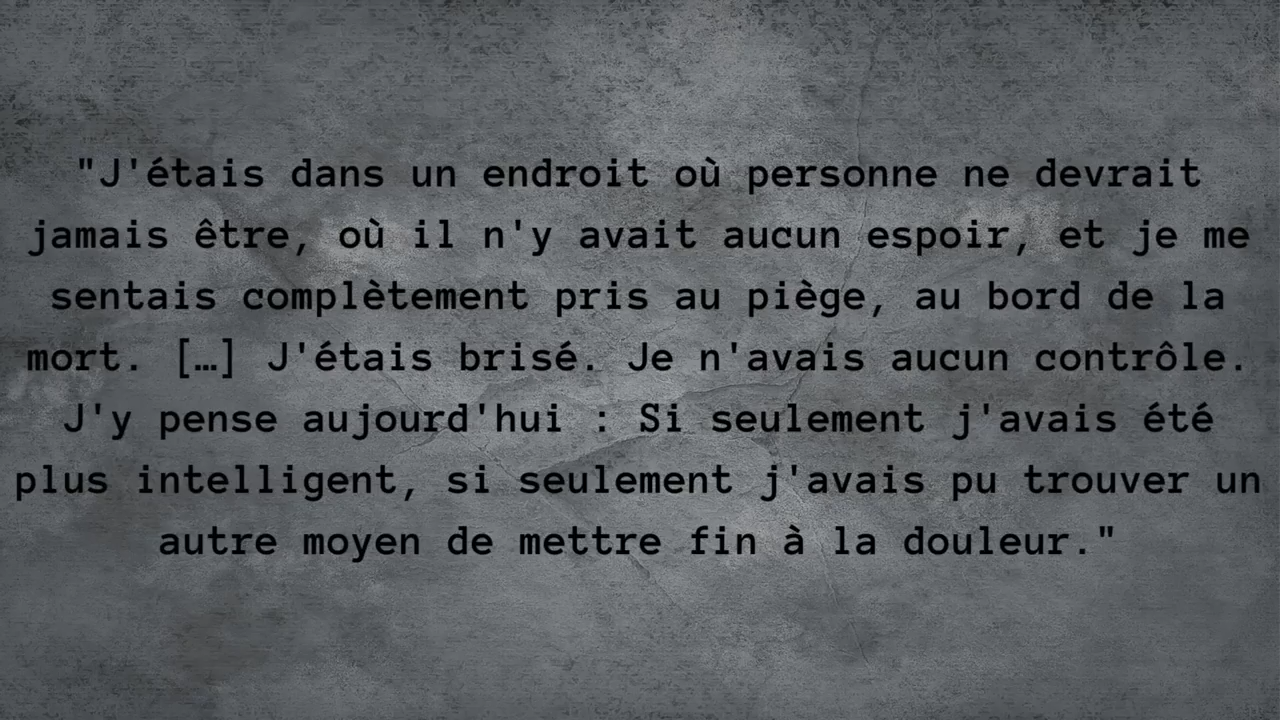 "J'étais dans un endroit où personne ne devrait
jamais être, où il n'y avait aucun espoir, et je me
sentais complètement pris au piège, au bord de la
mort. […] J'étais brisé. Je n'avais aucun contrôle.
J'y pense aujourd'hui : Si seulement j'avais été
plus intelligent, si seulement j'avais pu trouver un
autre moyen de mettre fin à la douleur."